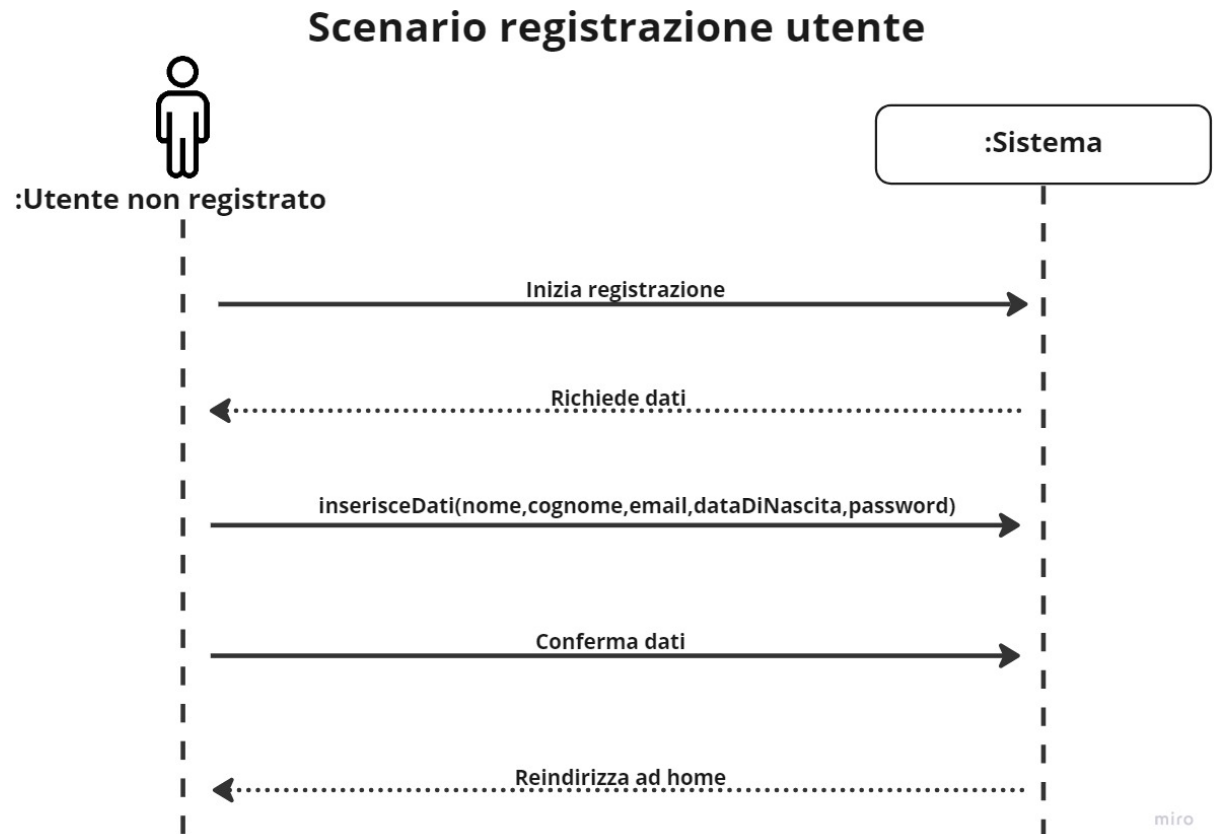 Scenario registrazione utente
:Sistema
:Utente non registrato
Inizia registrazione
Richiede dati
inserisceDati(nome,cognome,email,dataDiNascita,password)
Conferma dati
Reindirizza ad home
miro